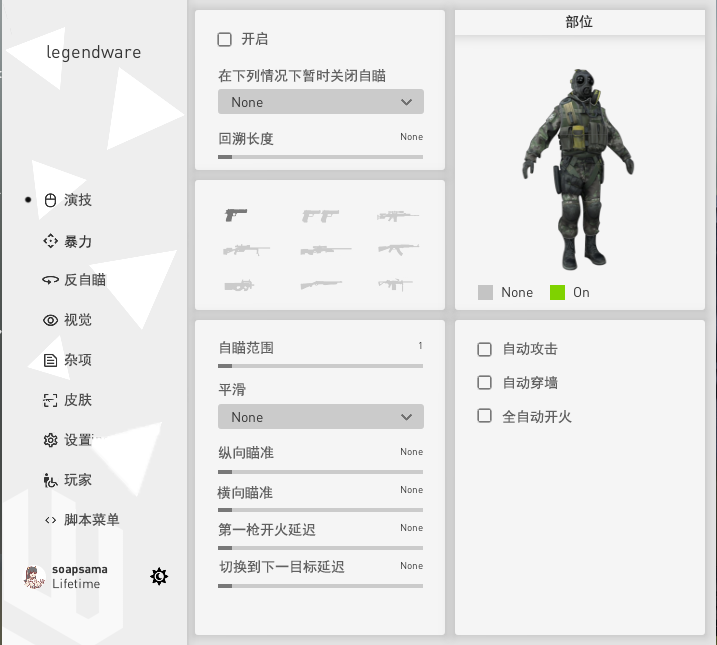 legendware
演技
暴力
反自瞄
视觉
杂项
皮肤
设置
玩家
脚本菜单
soapsama
Lifetime
开启
在下列情况下暂时关闭自瞄
None
回溯长度 None
自瞄范围 1
平滑
None
纵向瞄准 None
横向瞄准 None
第一枪开火延迟 None
切换到下一目标延迟 None
部位
None On
自动攻击
自动穿墙
全自动开火